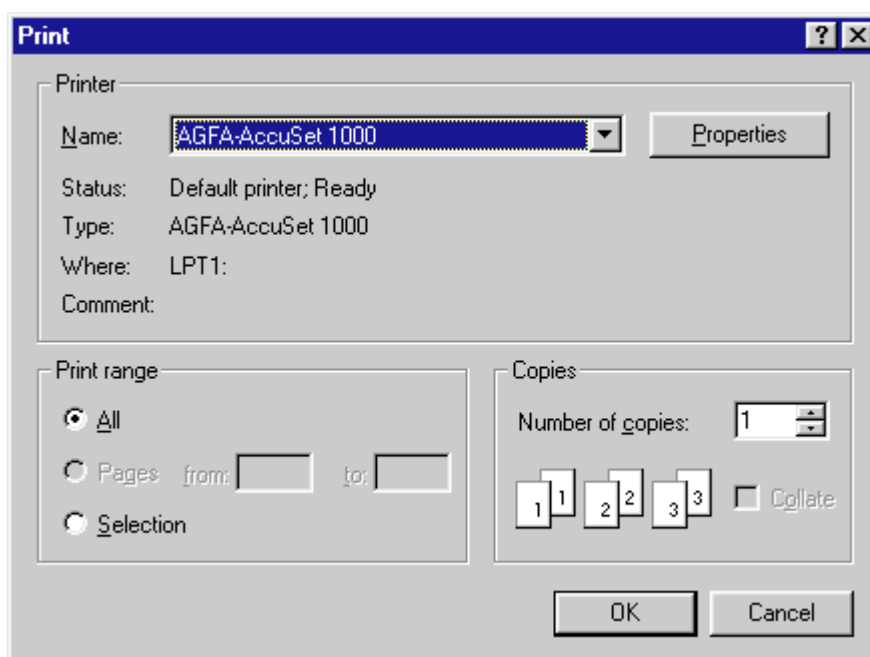 Print
Printer
Name: AGFA-AccuSet 1000 Properties
Status: Default printer; Ready
Type: AGFA-AccuSet 1000
Where: LPT1:
Comment:
Print range
All
Pages from: to:
Selection
Copies
Number of copies: 1
1 1 2 2 3 3 Collate
OK Cancel